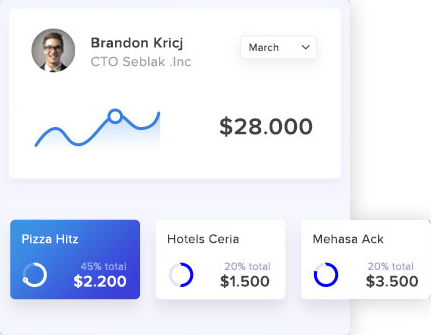 Brandon Kricj
CTO Seblak .Inc
March
$28.000
Pizza Hitz
45% total
$2.200
Hotels Ceria
20% total
$1.500
Mehasa Ack
20% total
$3.500